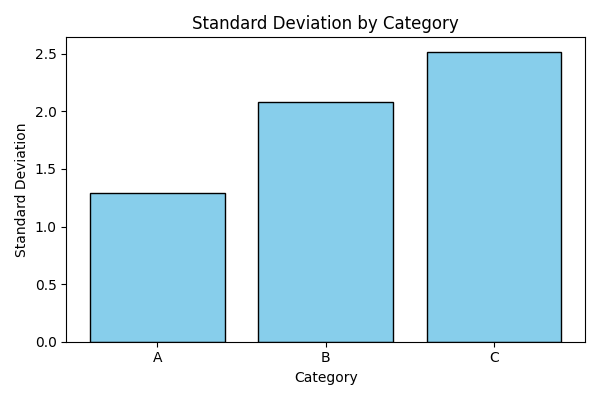 Standard Deviation by Category
Standard Deviation
2.5
2.0
1.5
1.0
0.5
0.0
A
B
C
Category